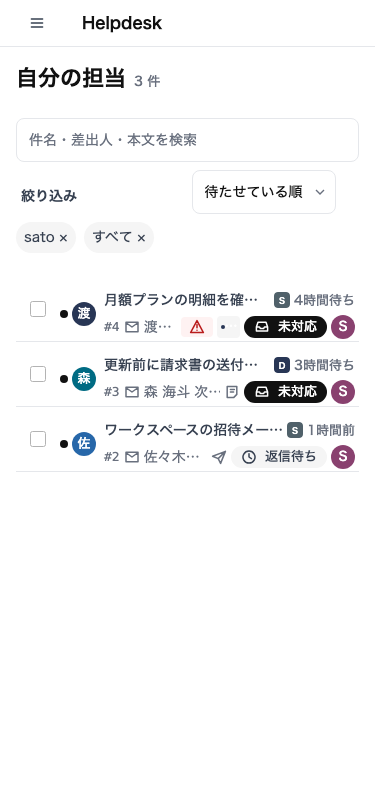 Helpdesk
自分の担当 3 件
件名・差出人・本文を検索
絞り込み
待たせている順
sato ×
すべて ×
渡
月額プランの明細を確…
S 4時間待ち
#4 渡…
未対応
S
森
更新前に請求書の送付…
D 3時間待ち
#3 森 海斗 次…
未対応
S
佐
ワークスペースの招待メー…
S 1時間前
#2 佐々木…
返信待ち
S